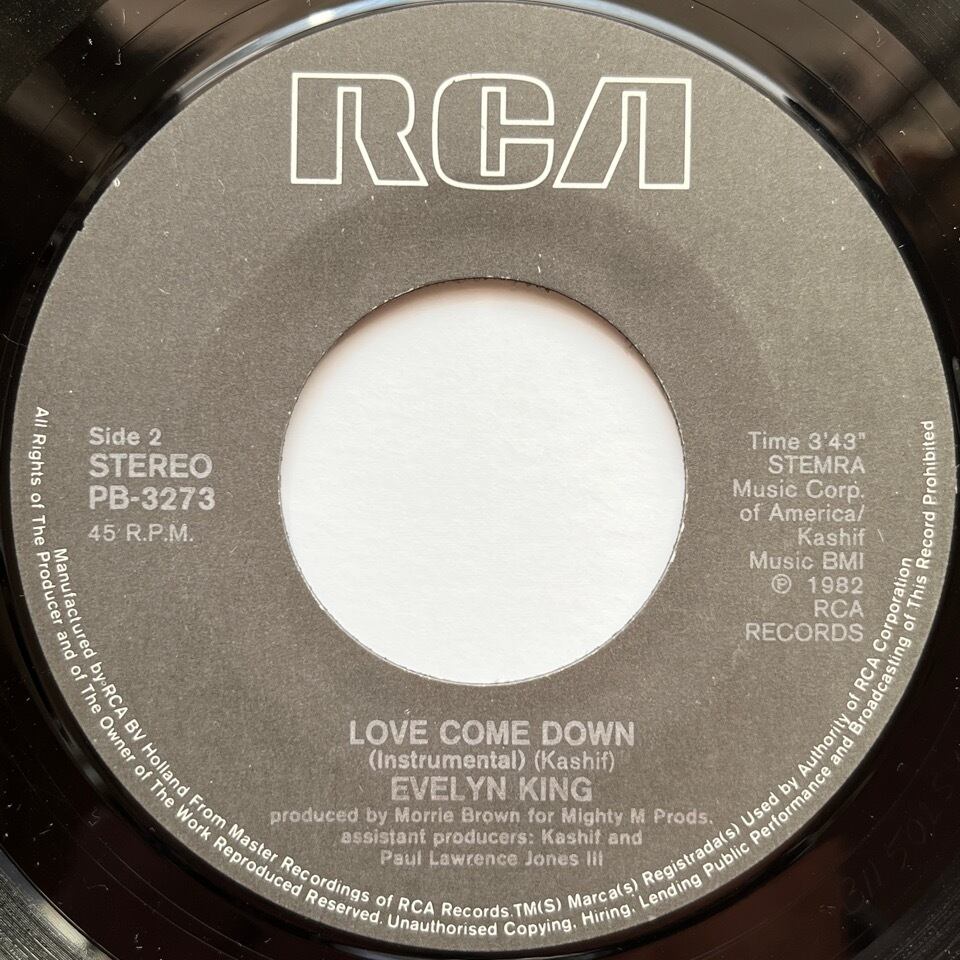 RCA
Side 2
STEREO
PB-3273
45 R.P.M.
Time 3'43"
STEMRA
Music Corp.
of America/
Kashif
Music BMI
℗ 1982
RCA
RECORDS
LOVE COME DOWN
(Instrumental) (Kashif)
EVELYN KING
produced by Morrie Brown for Mighty M Prods.
assistant producers: Kashif and
Paul Lawrence Jones III
Manufactured by RCA BV Holland From Master Recordings of RCA Records.TM(S) Marca(s) Registrada(s) Used by Authority of RCA Corporation
All Rights of The Producer and of The Owner of The Work Reproduced Reserved. Unauthorised Copying, Hiring, Lending Public Performance and Broadcasting of This Record Prohibited